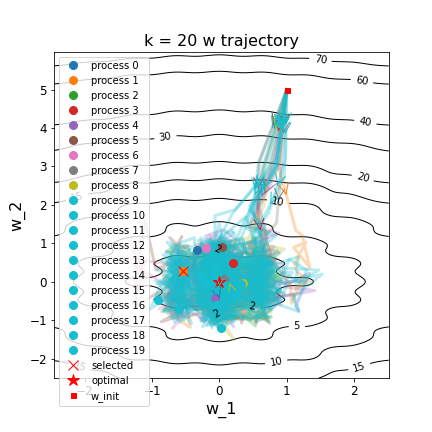 k = 20 w trajectory
70
60
40
30
20
10
2
2
2
5
10
15
process 0
process 1
process 2
process 3
process 4
process 5
process 6
process 7
process 8
process 9
process 10
process 11
process 12
process 13
process 14
process 15
process 16
process 17
process 18
process 19
selected
optimal
w_init
w_2
5
4
3
2
1
0
−1
−2
−2
-1
0
1
2
w_1